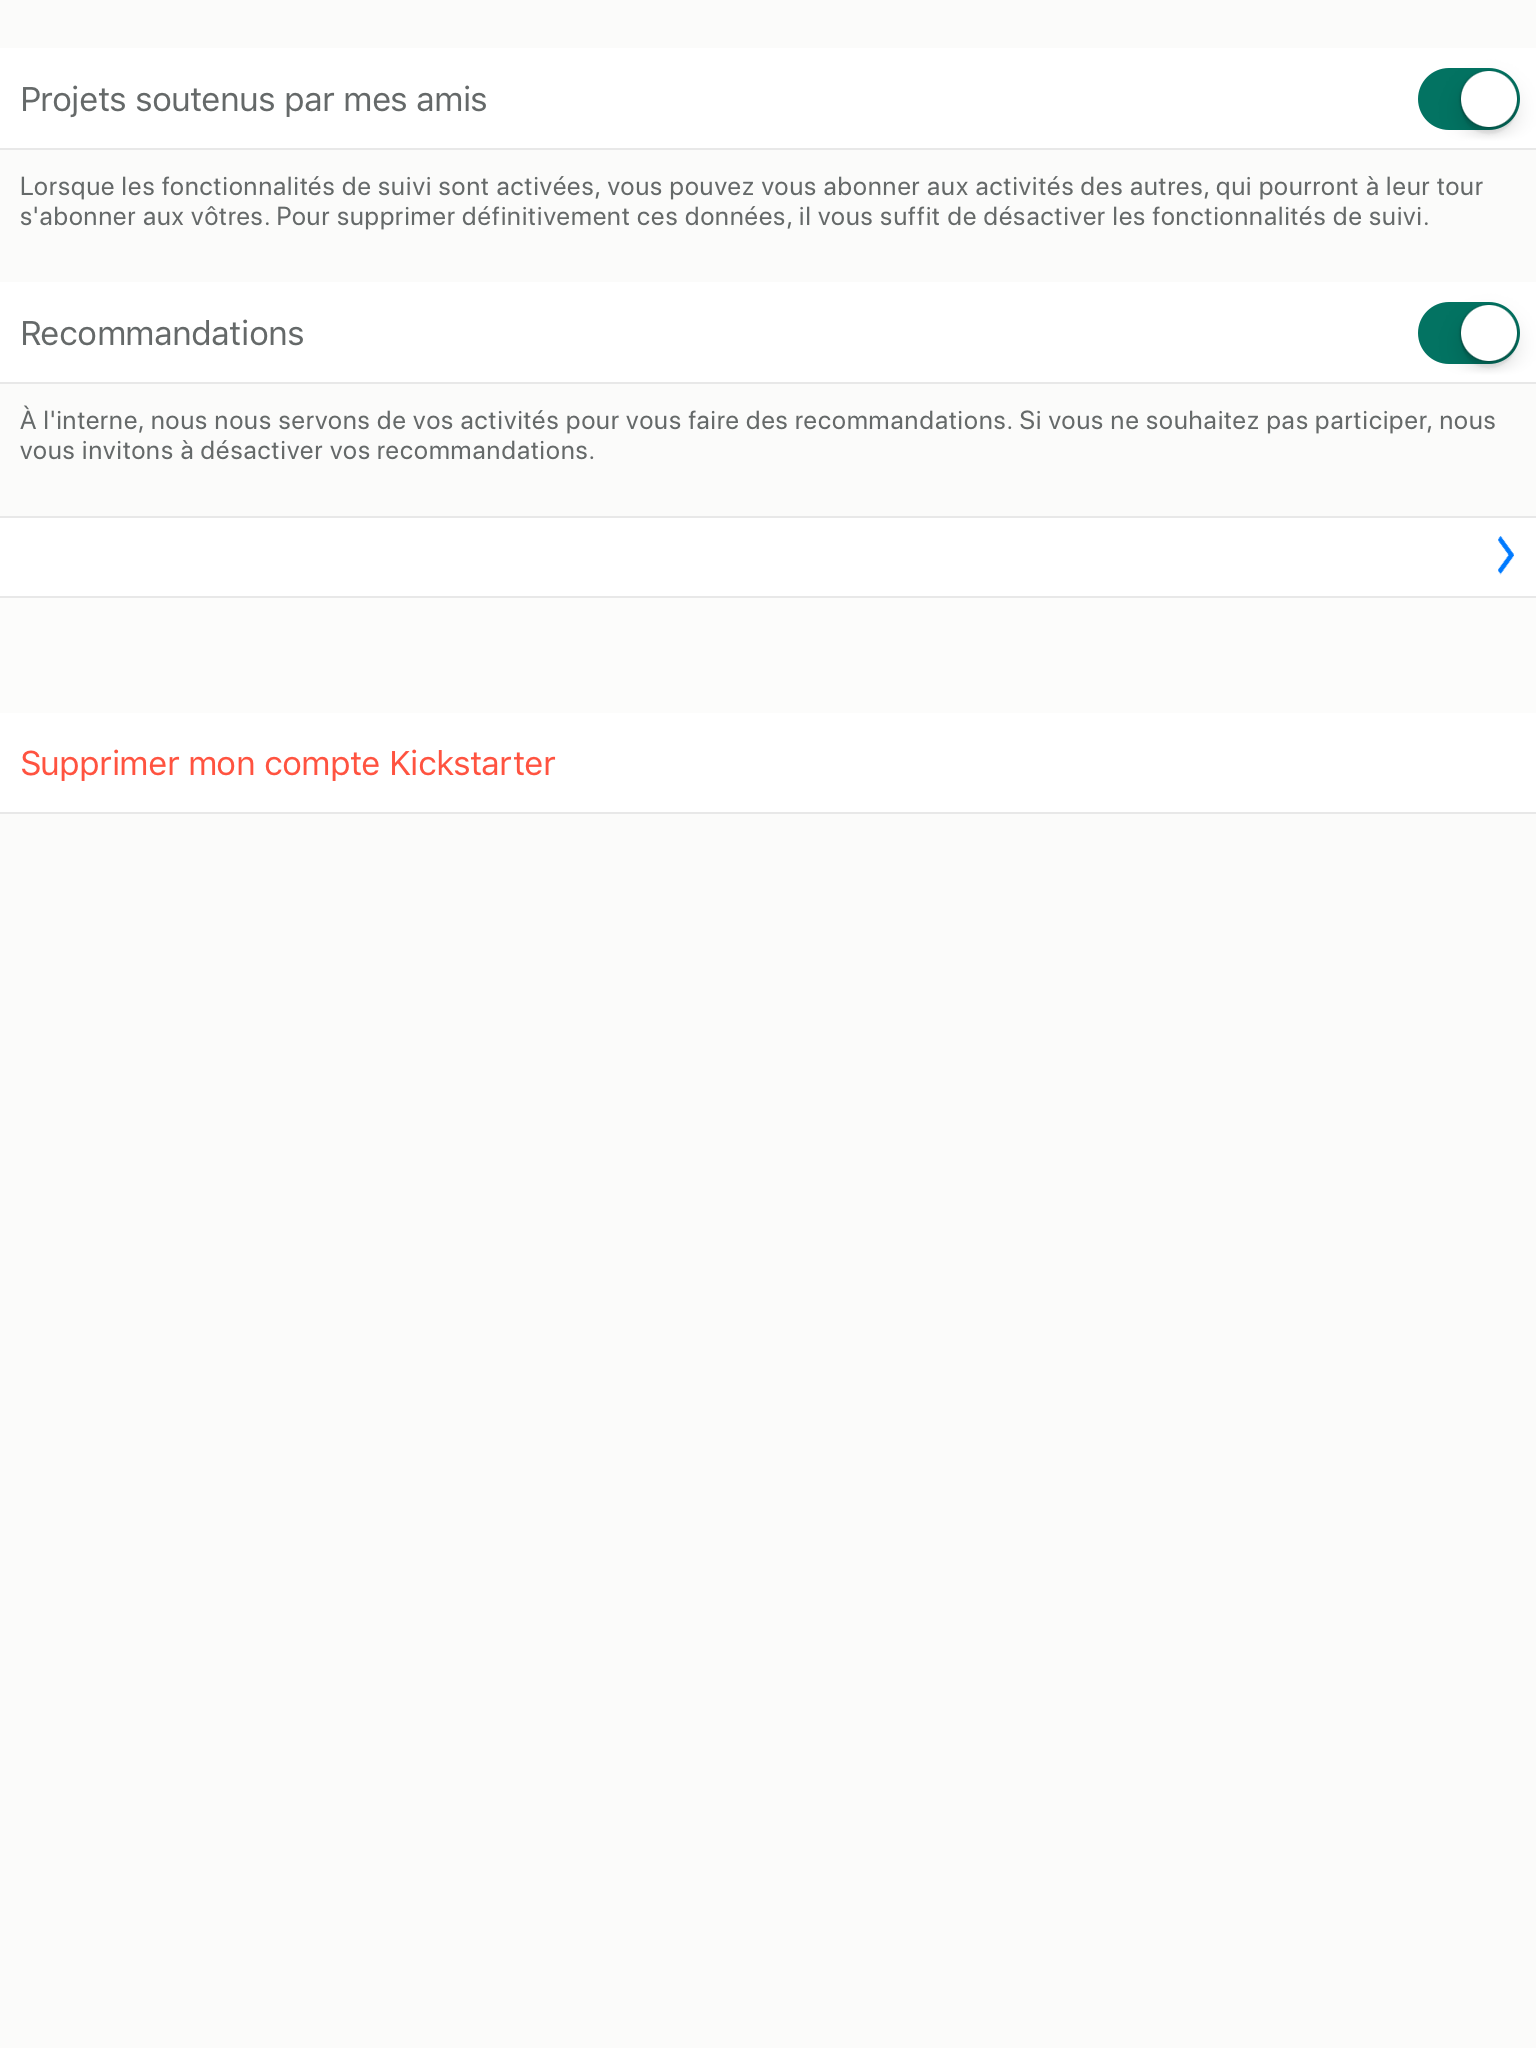 Projets soutenus par mes amis
Lorsque les fonctionnalités de suivi sont activées, vous pouvez vous abonner aux activités des autres, qui pourront à leur tour
s'abonner aux vôtres. Pour supprimer définitivement ces données, il vous suffit de désactiver les fonctionnalités de suivi.
Recommandations
À l'interne, nous nous servons de vos activités pour vous faire des recommandations. Si vous ne souhaitez pas participer, nous
vous invitons à désactiver vos recommandations.
Supprimer mon compte Kickstarter